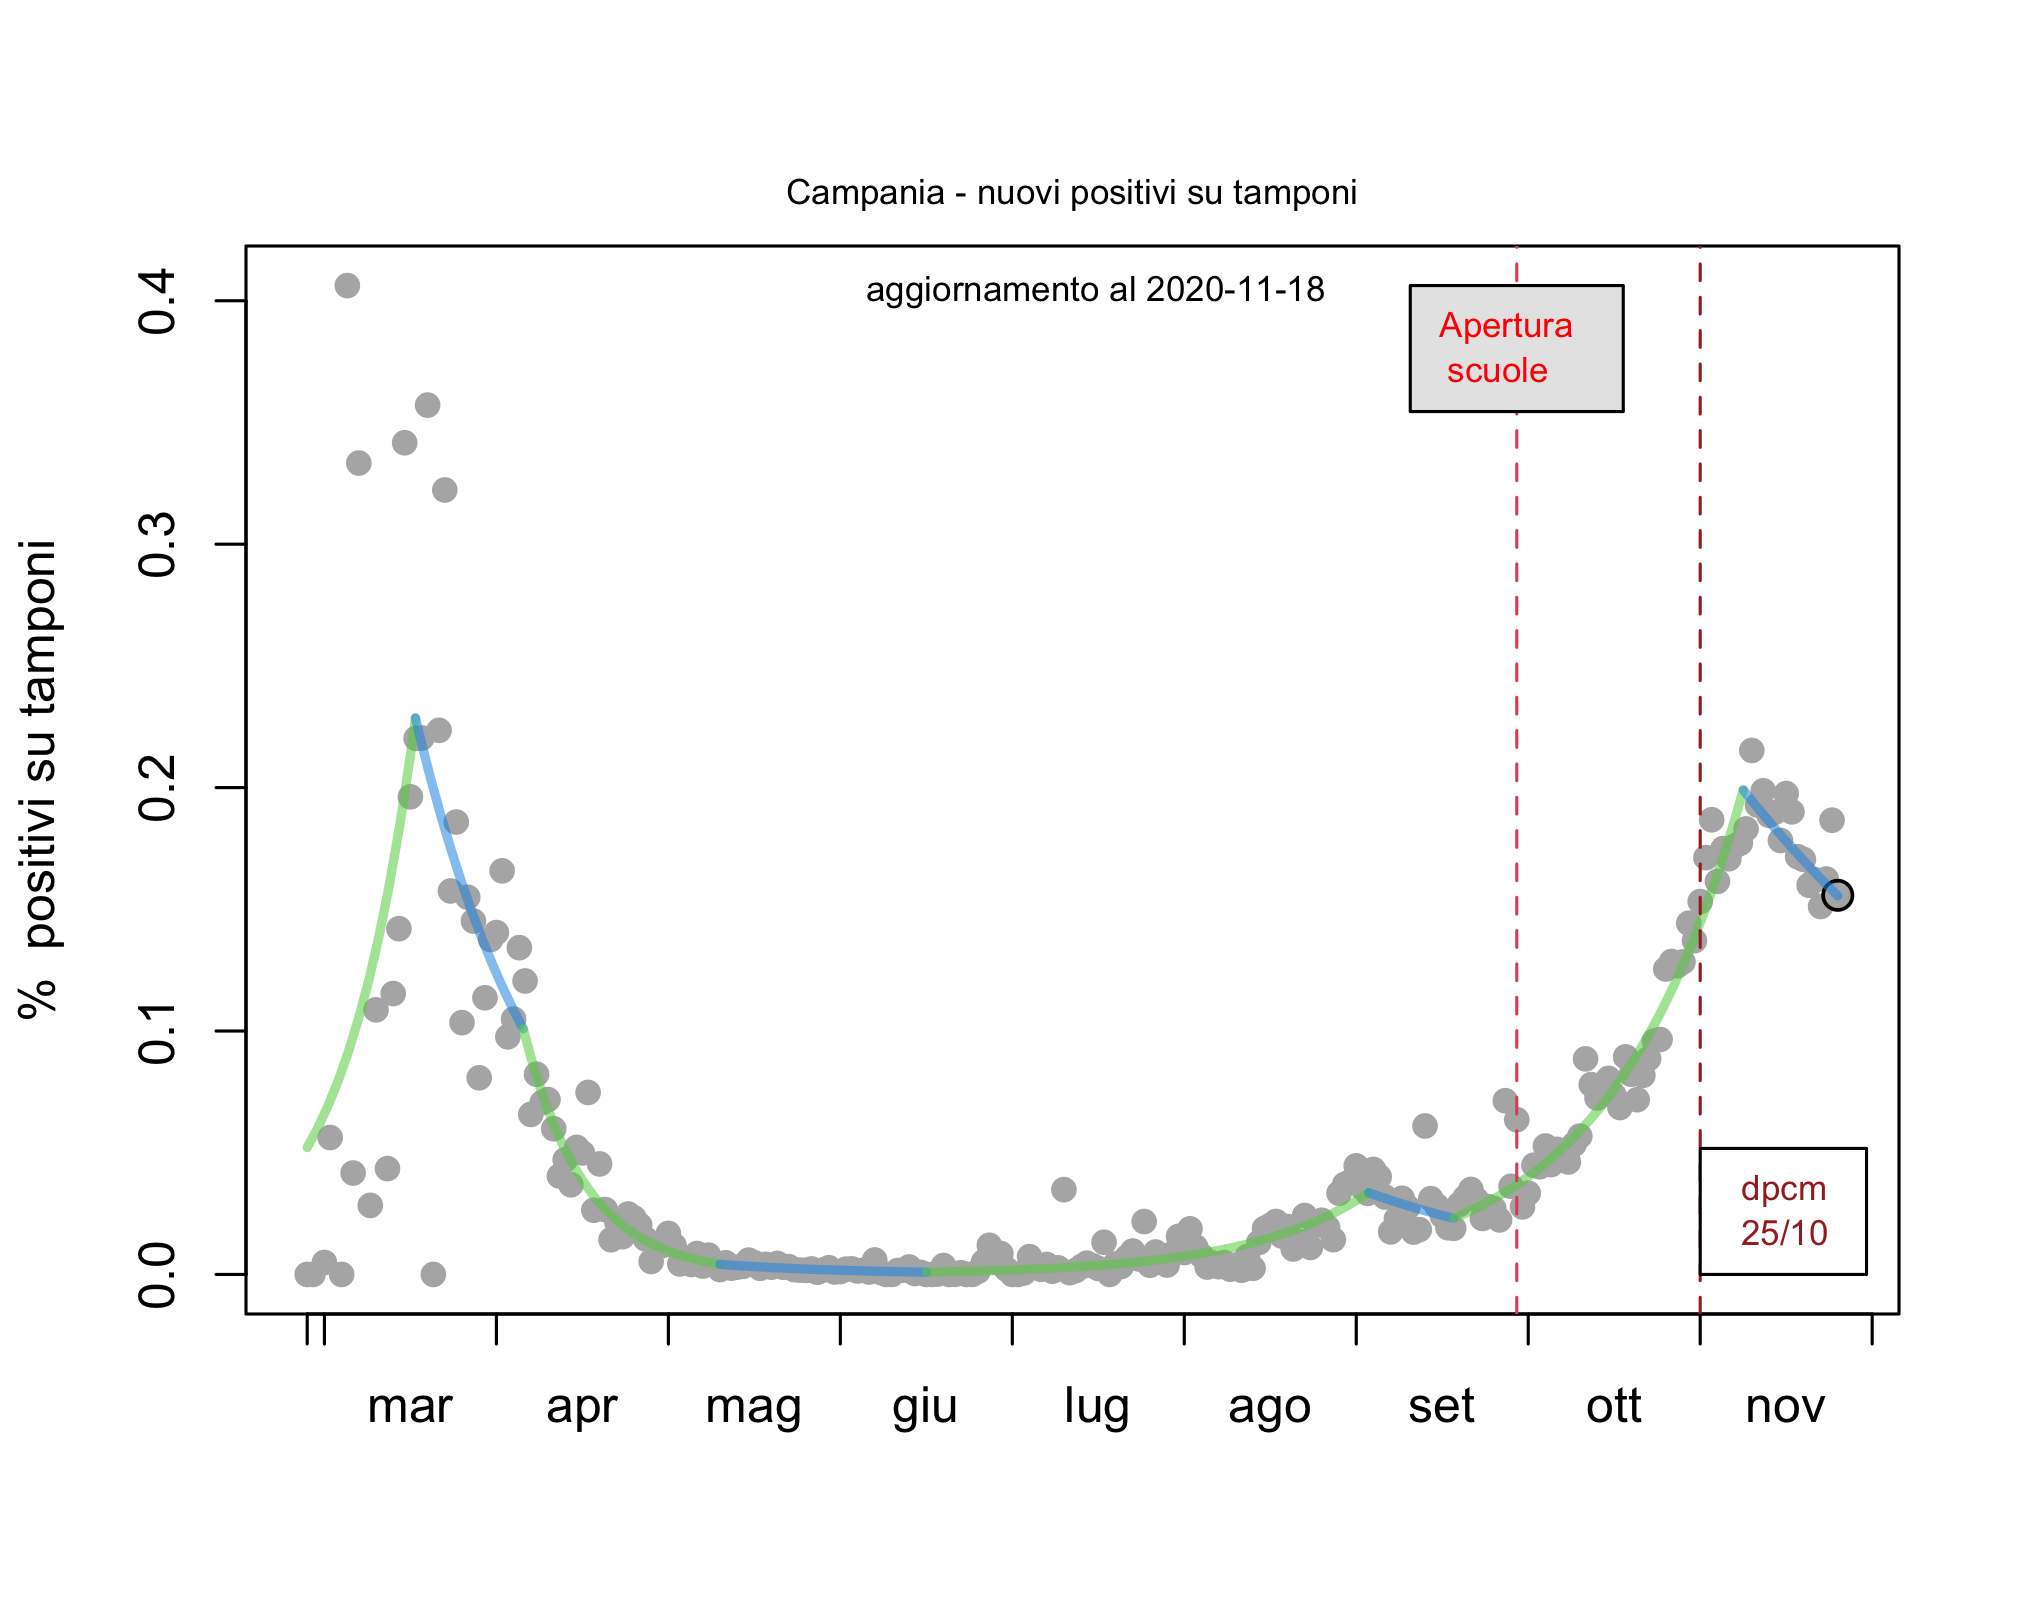 Campania - nuovi positivi su tamponi
aggiornamento al 2020-11-18
Apertura
scuole
% positivi su tamponi
0.4
0.3
0.2
0.1
0.0
dpcm
25/10
mar apr mag giu lug ago set ott nov